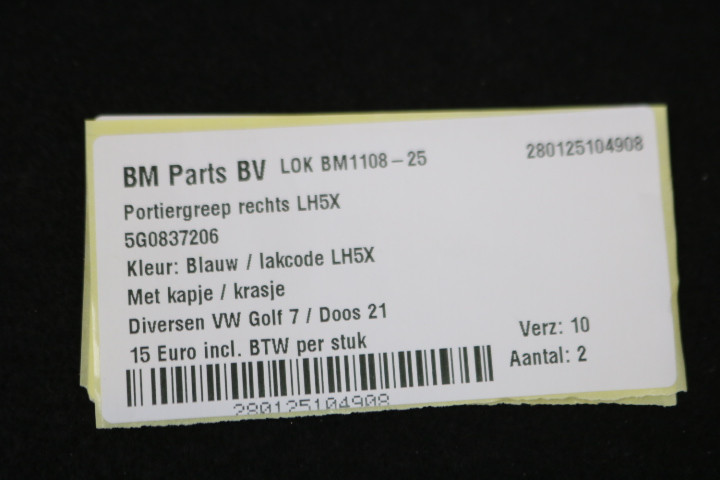 BM Parts BV LOK BM1108-25 280125104908
Portiergreep rechts LH5X
5G0837206
Kleur: Blauw / lakcode LH5X
Met kapje / krasje
Diversen VW Golf 7 / Doos 21
15 Euro incl. BTW per stuk
Verz: 10
Aantal: 2
280125104908